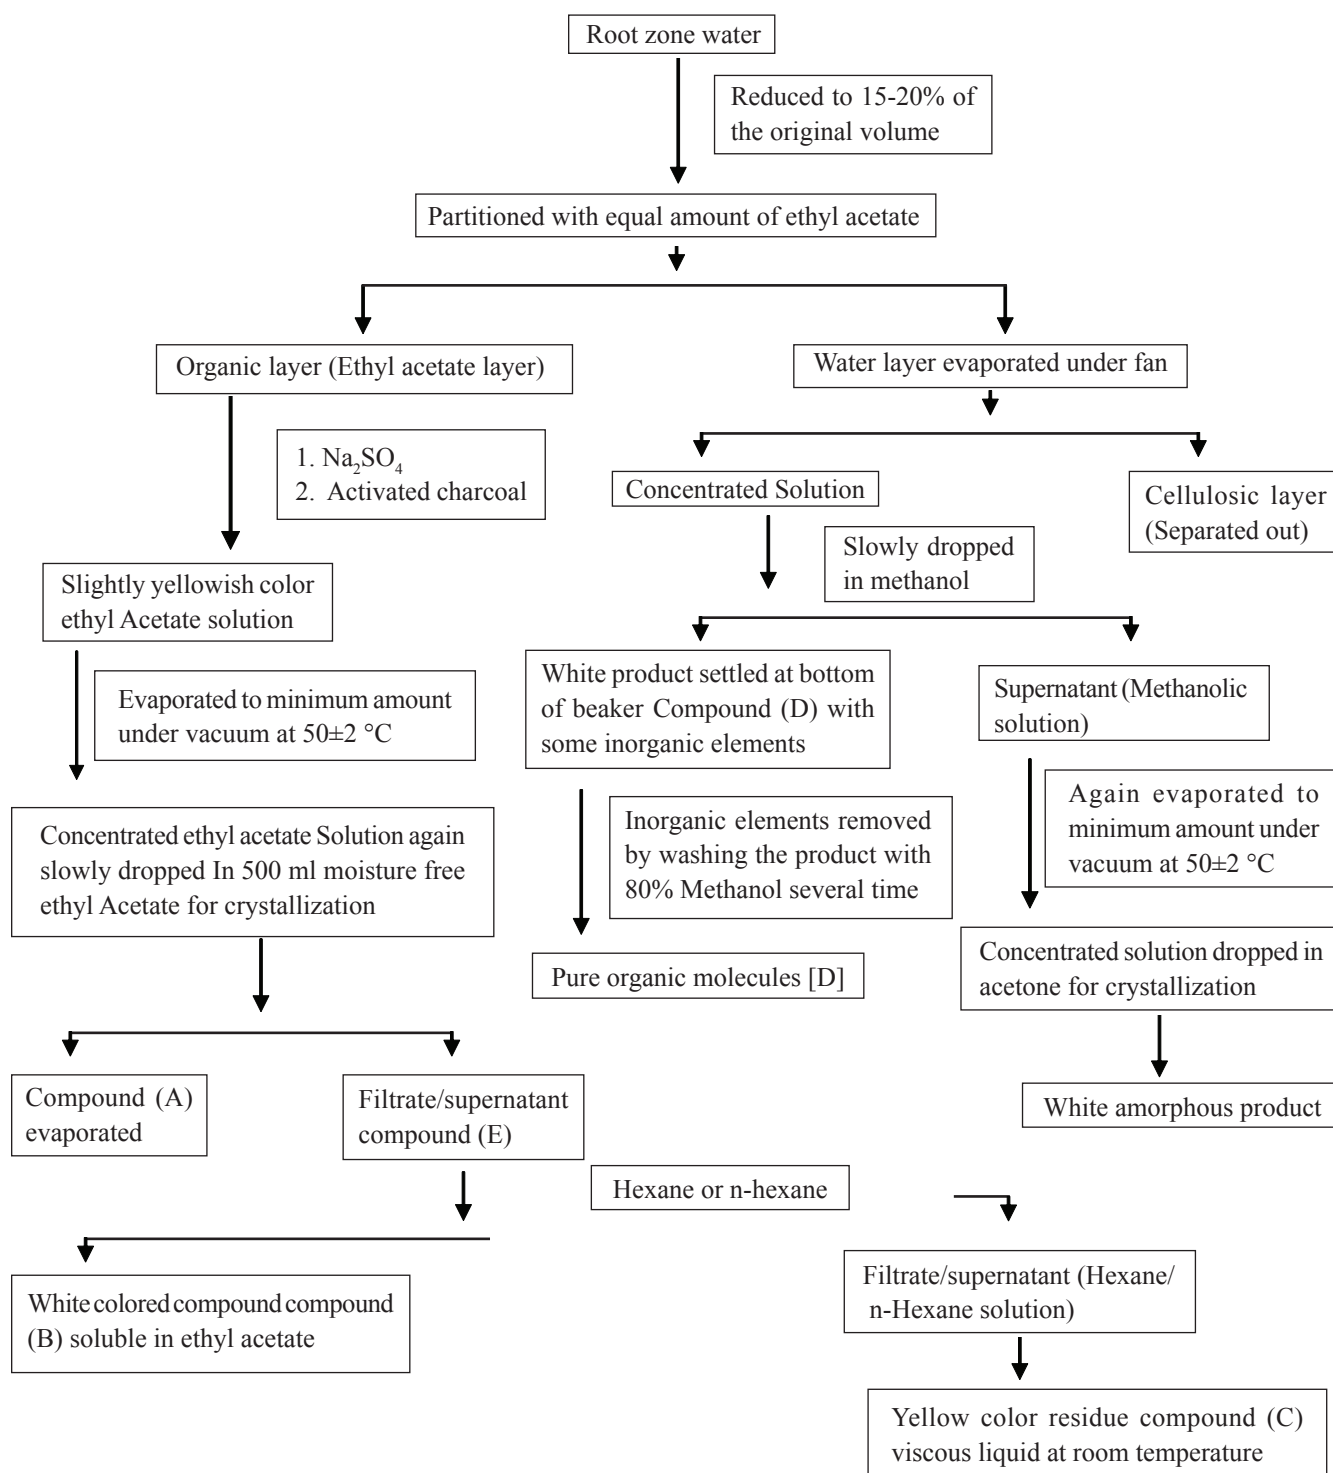 Root zone water
Reduced to 15-20% of
the original volume
Partitioned with equal amount of ethyl acetate
Organic layer (Ethyl acetate layer)
Water layer evaporated under fan
1. Na₂SO₄
2. Activated charcoal
Concentrated Solution
Cellulosic layer
(Separated out)
Slowly dropped
in methanol
Slightly yellowish color
ethyl Acetate solution
Evaporated to minimum amount
under vacuum at 50±2 °C
White product settled at bottom
of beaker Compound (D) with
some inorganic elements
Supernatant (Methanolic
solution)
Again evaporated to
minimum amount under
vacuum at 50±2 °C
Inorganic elements removed
by washing the product with
80% Methanol several time
Concentrated ethyl acetate Solution again
slowly dropped In 500 ml moisture free
ethyl Acetate for crystallization
Pure organic molecules [D]
Concentrated solution dropped in
acetone for crystallization
Compound (A)
evaporated
Filtrate/supernatant
compound (E)
White amorphous product
Hexane or n-hexane
White colored compound compound
(B) soluble in ethyl acetate
Filtrate/supernatant (Hexane/
n-Hexane solution)
Yellow color residue compound (C)
viscous liquid at room temperature